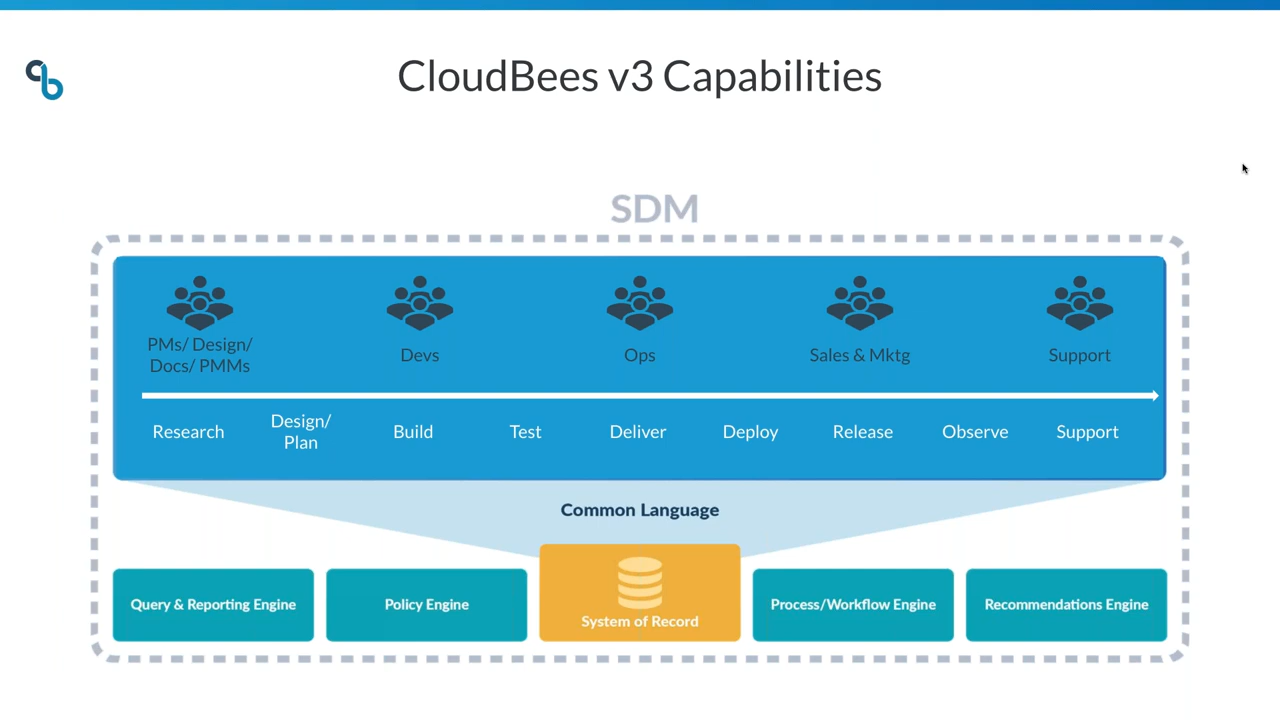 CloudBees v3 Capabilities
SDM
PMs/ Design/
Docs/ PMMs
Devs
Ops
Sales & Mktg
Support
Research
Design/
Plan
Build
Test
Deliver
Deploy
Release
Observe
Support
Common Language
Query & Reporting Engine
Policy Engine
System of Record
Process/Workflow Engine
Recommendations Engine